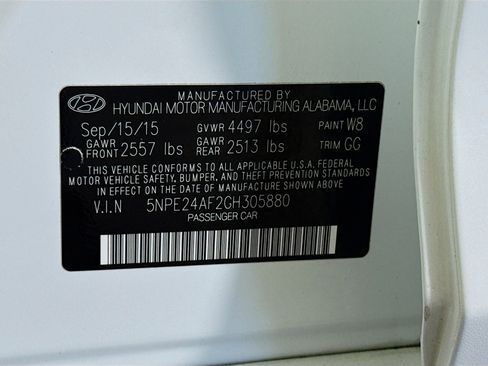 MANUFACTURED BY
HYUNDAI MOTOR MANUFACTURING ALABAMA, LLC
Sep/15/15 GVWR 4497 lbs PAINT W8
GAWR FRONT 2557 lbs GAWR REAR 2513 lbs TRIM GG
THIS VEHICLE CONFORMS TO ALL APPLICABLE U.S.A. FEDERAL
MOTOR VEHICLE SAFETY, BUMPER, AND THEFT PREVENTION STANDARDS
IN EFFECT ON THE DATE OF MANUFACTURE SHOWN ABOVE.
V.I.N 5NPE24AF2GH305880
PASSENGER CAR